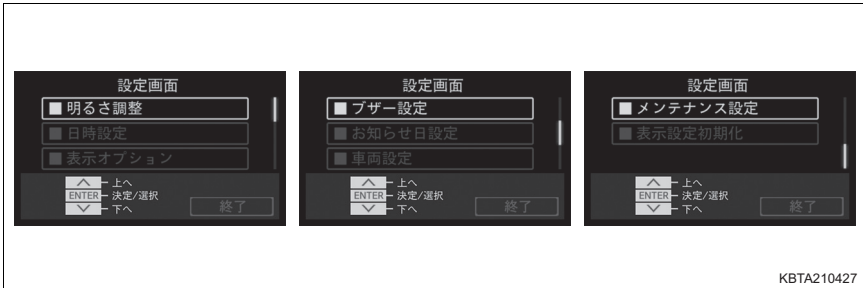 設定画面
明るさ調整
日時設定
表示オプション
上へ
ENTER 決定/選択
下へ
終了
設定画面
ブザー設定
お知らせ日設定
車両設定
上へ
ENTER 決定/選択
下へ
終了
設定画面
メンテナンス設定
表示設定初期化
上へ
ENTER 決定/選択
下へ
終了
KBTA210427